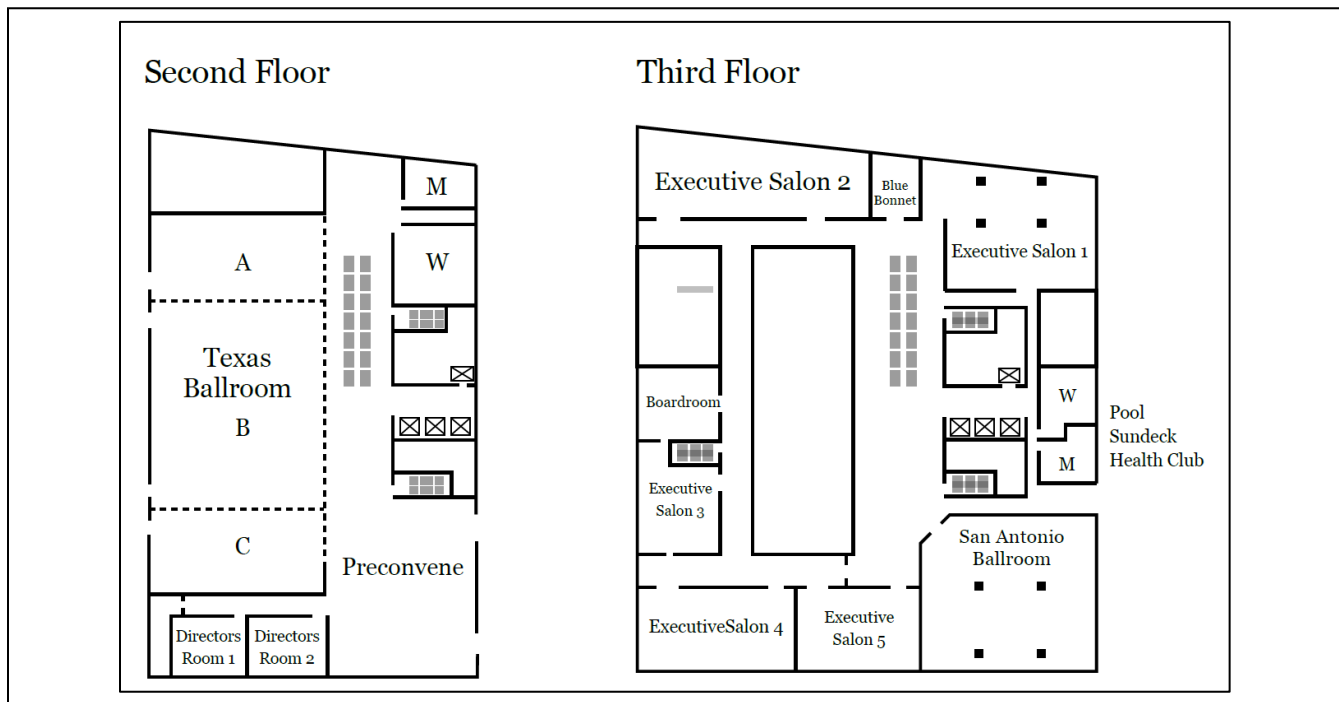 Second Floor
M
A
W
Texas
Ballroom
B
C
Preconvene
Directors
Room 1
Directors
Room 2
Third Floor
Executive Salon 2
Blue
Bonnet
Executive Salon 1
Boardroom
W
M
Pool
Sundeck
Health Club
Executive
Salon 3
San Antonio
Ballroom
ExecutiveSalon 4
Executive
Salon 5